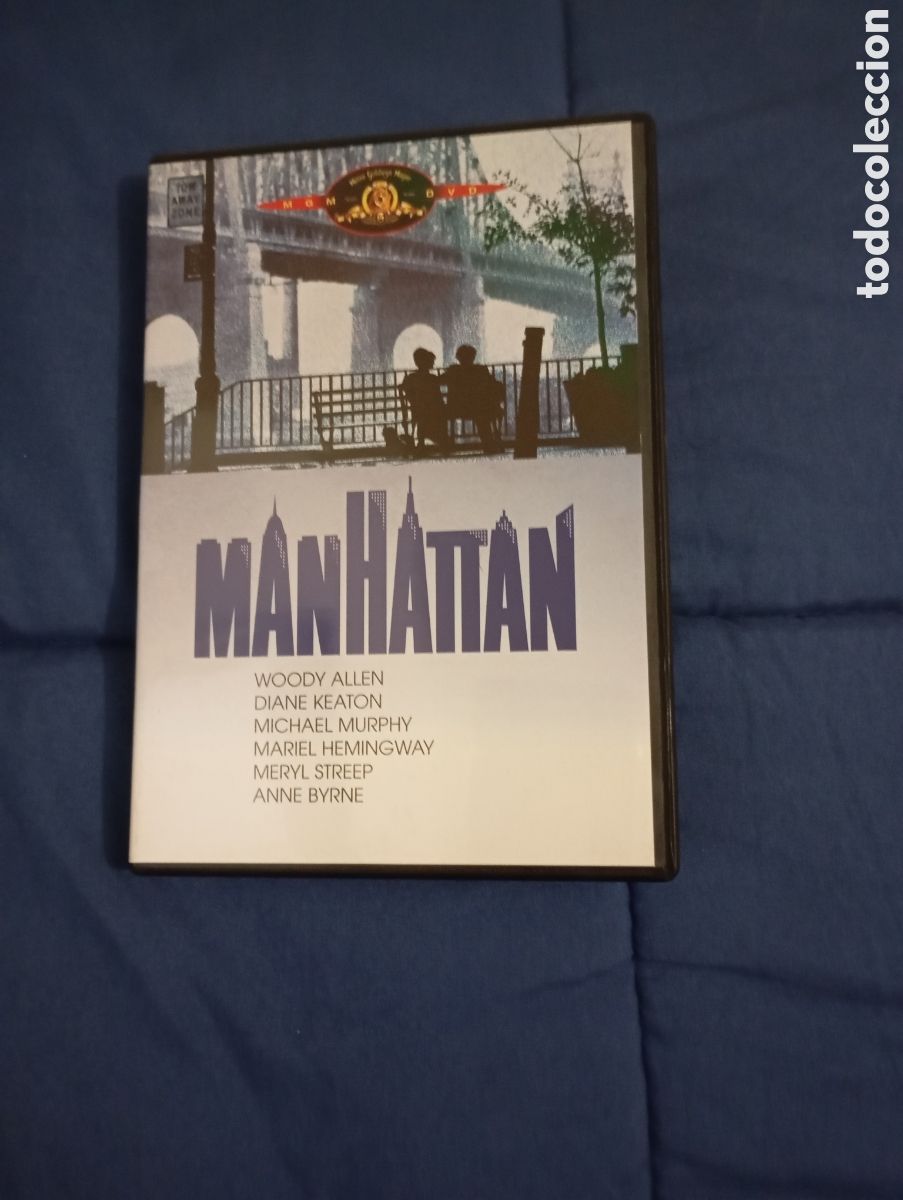 todocoleccion
TOW
AWAY
ZONE
MGM DVD
MANHATTAN
WOODY ALLEN
DIANE KEATON
MICHAEL MURPHY
MARIEL HEMINGWAY
MERYL STREEP
ANNE BYRNE